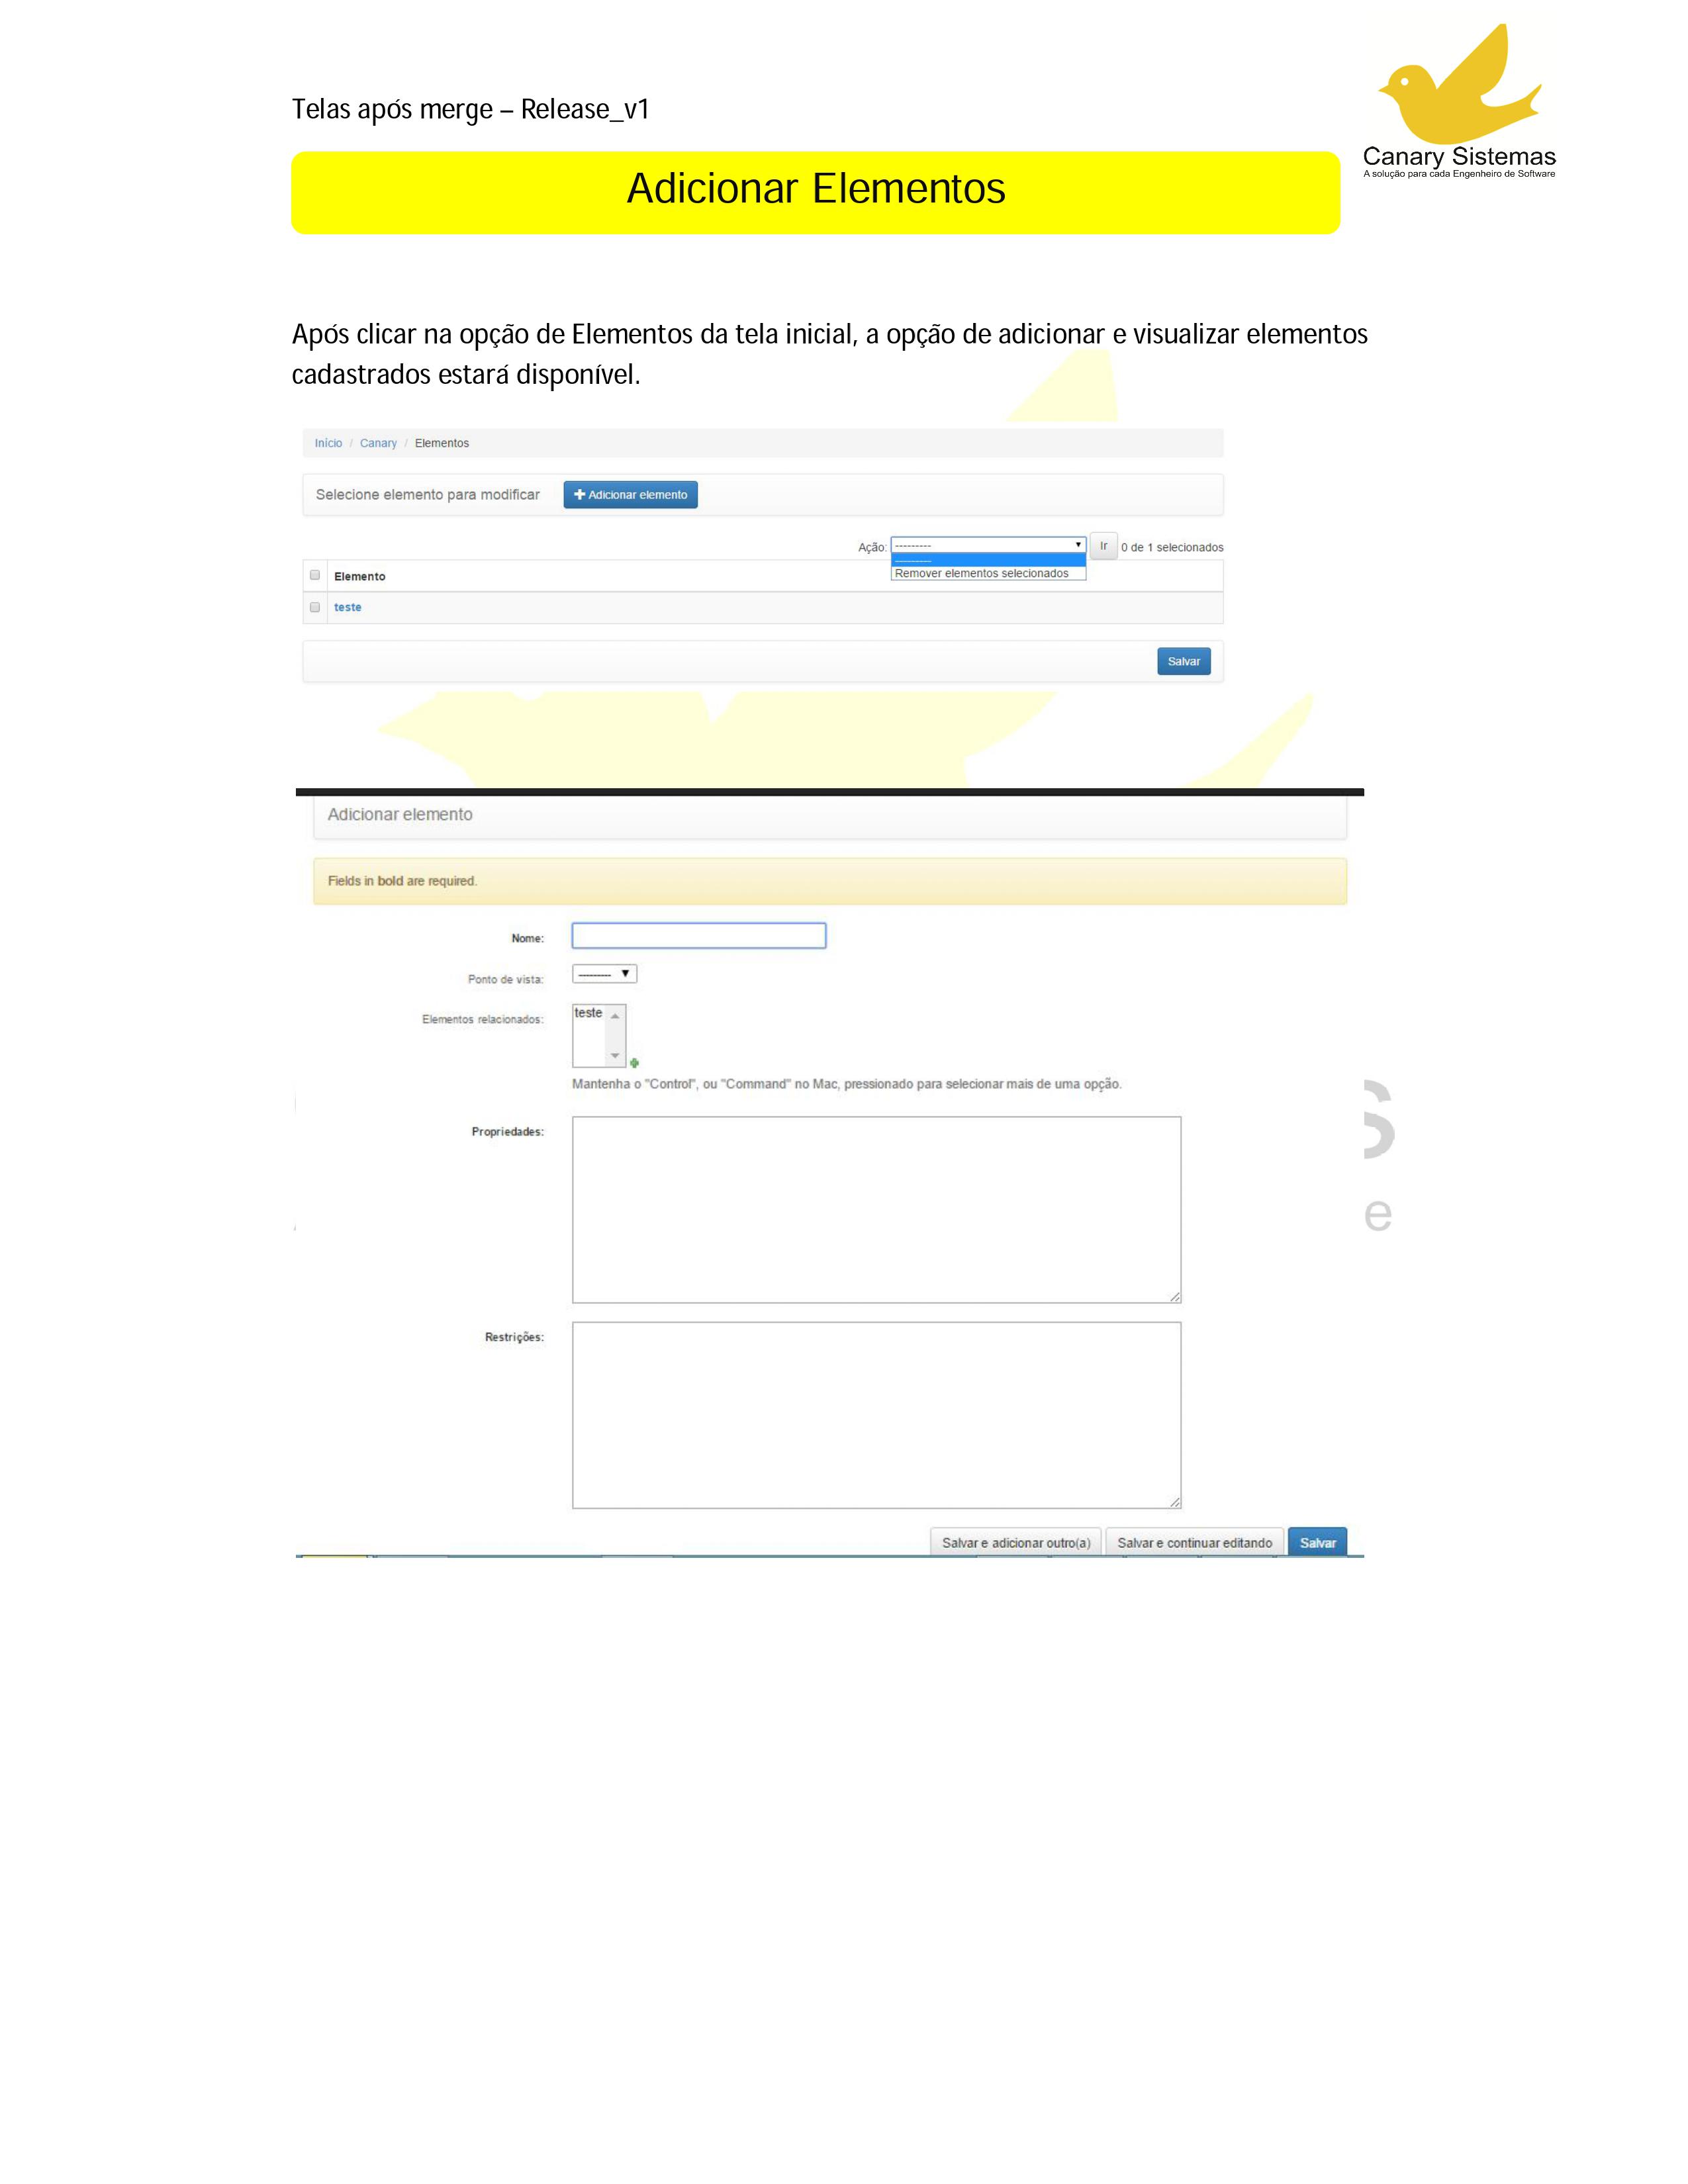 Telas após merge – Release_v1
Canary Sistemas
A solução para cada Engenheiro de Software
Adicionar Elementos
Após clicar na opção de Elementos da tela inicial, a opção de adicionar e visualizar elementos
cadastrados estará disponível.
Início / Canary / Elementos
Selecione elemento para modificar
Adicionar elemento
Ação: ---------
Ir
0 de 1 selecionados
---------
Remover elementos selecionados
Elemento
teste
Salvar
Adicionar elemento
Fields in bold are required.
Nome:
Ponto de vista: ---------
Elementos relacionados: teste
Mantenha o "Control", ou "Command" no Mac, pressionado para selecionar mais de uma opção.
Propriedades:
Restrições:
Salvar e adicionar outro(a)
Salvar e continuar editando
Salvar